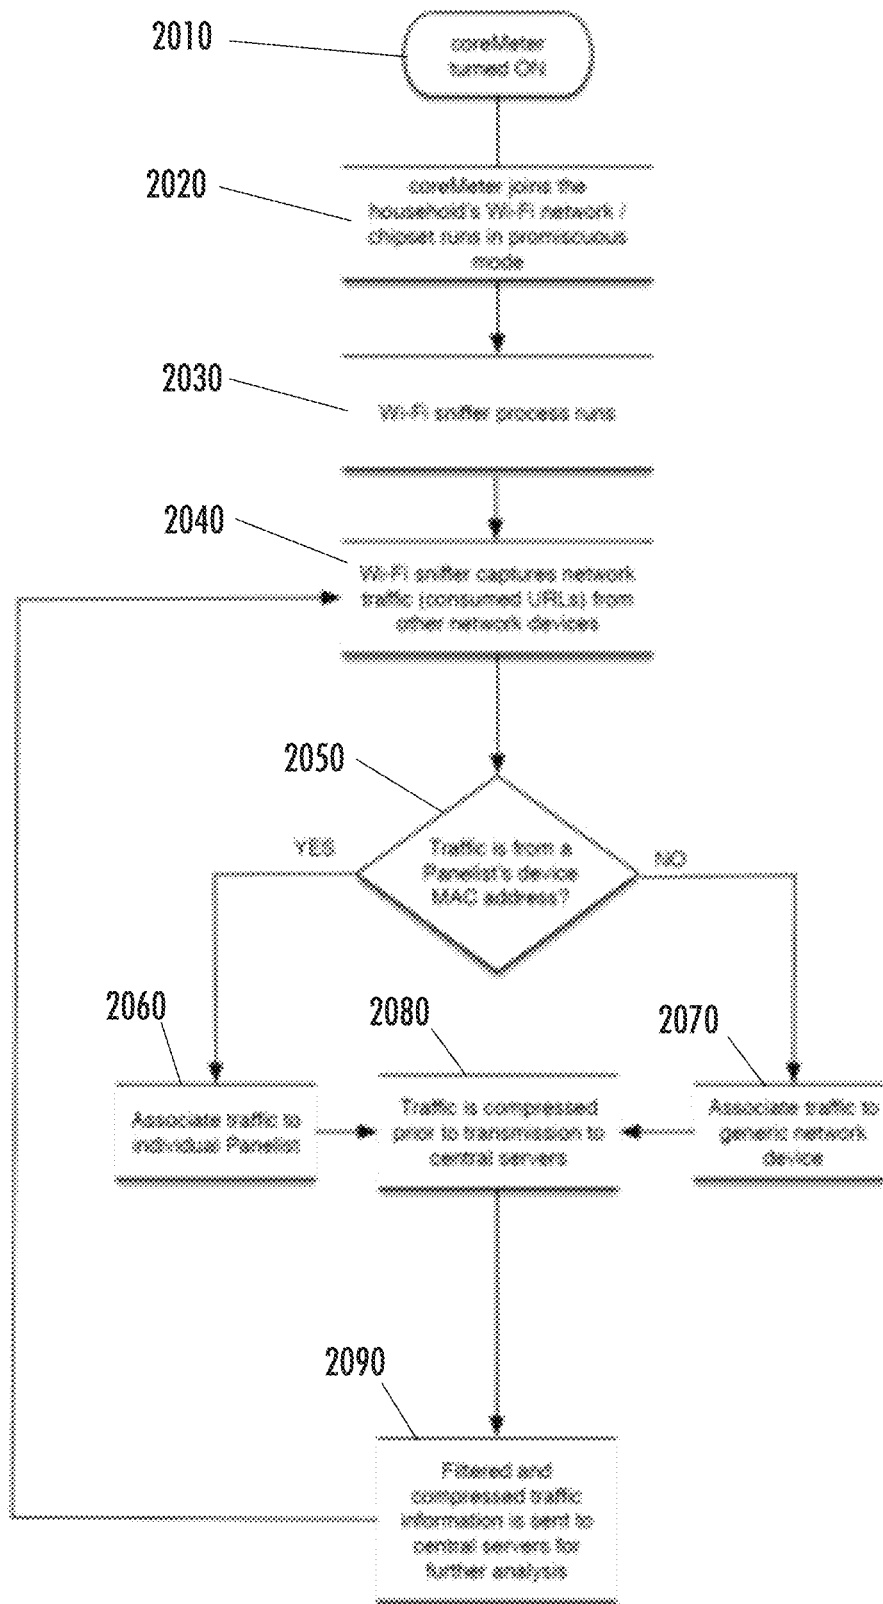 2010
coreMeter
turned ON
2020
coreMeter joins the
household's Wi-Fi network /
chipset runs in promiscuous
mode
2030
Wi-Fi sniffer process runs
2040
Wi-Fi sniffer captures network
traffic (consumed URLs) from
other network devices
2050
YES
Traffic is from a
Panelist's device
MAC address?
NO
2060
Associate traffic to
individual Panelist
2080
Traffic is compressed
prior to transmission to
central servers
2070
Associate traffic to
generic network
device
2090
Filtered and
compressed traffic
information is sent to
central servers for
further analysis